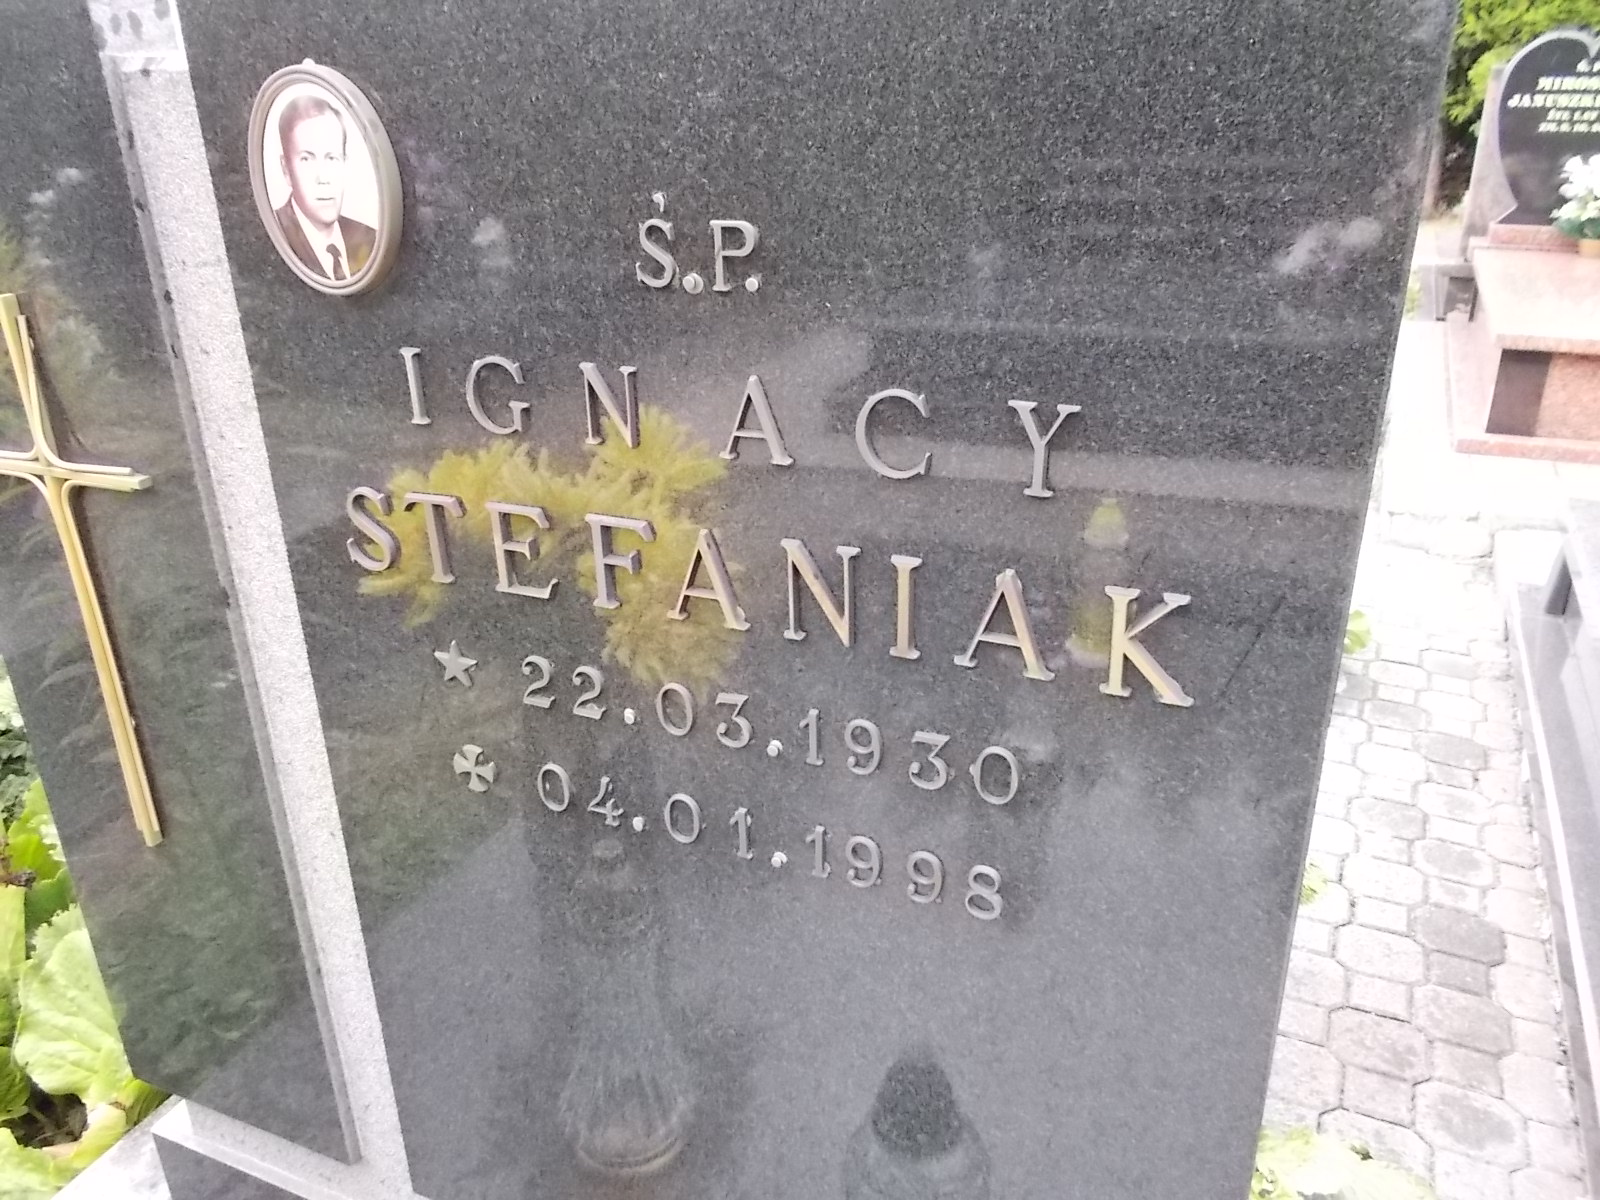 Ś.P.
IGNACY
STEFANIAK
22.03.1930
04.01.1998